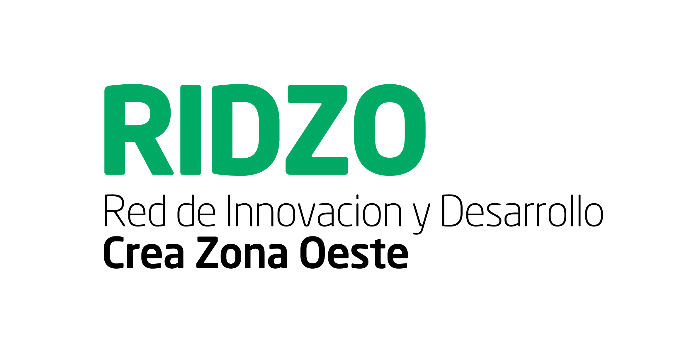 RIDZO
Red de Innovacion y Desarrollo
Crea Zona Oeste